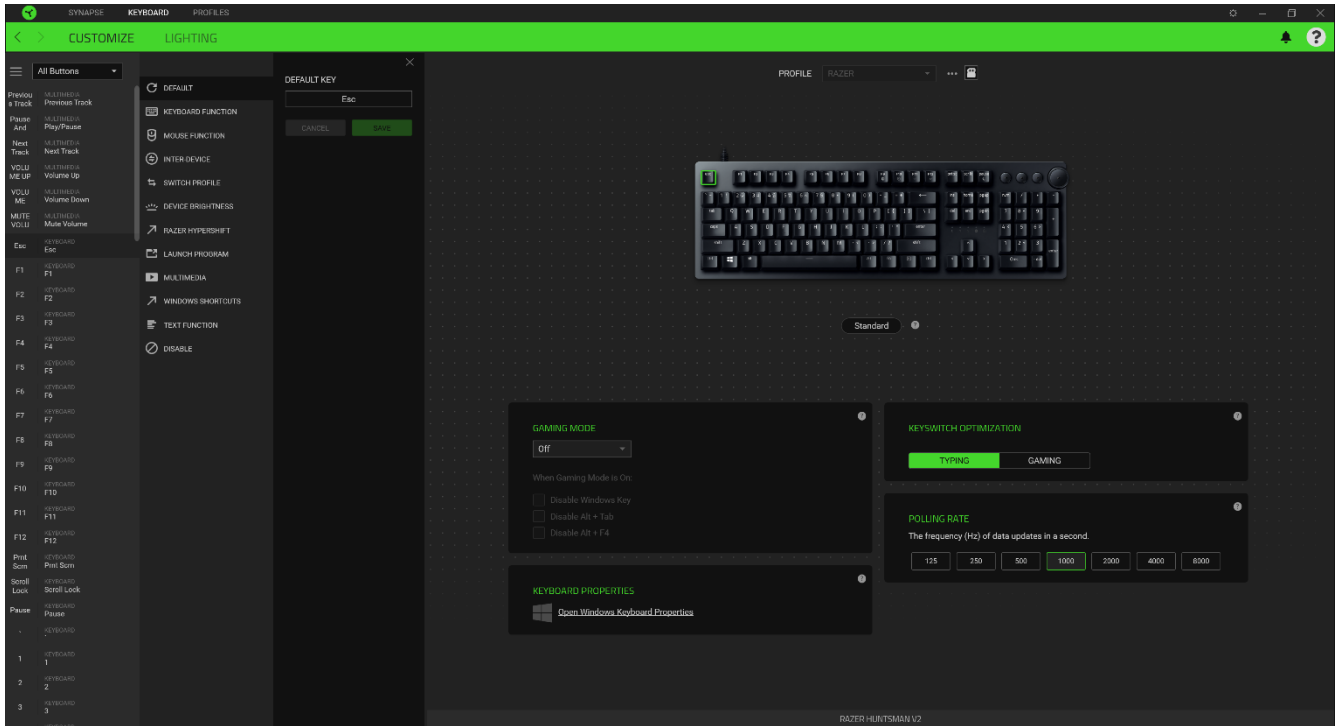 SYNAPSE KEYBOARD PROFILES
CUSTOMIZE LIGHTING
All Buttons
Previou
s Track
MULTIMEDIA
Previous Track
Pause
And
MULTIMEDIA
Play/Pause
Next
Track
MULTIMEDIA
Next Track
VOLU
ME UP
MULTIMEDIA
Volume Up
VOLU
ME
MULTIMEDIA
Volume Down
MUTE
VOLU
MULTIMEDIA
Mute Volume
Esc
KEYBOARD
Esc
F1
KEYBOARD
F1
F2
KEYBOARD
F2
F3
KEYBOARD
F3
F4
KEYBOARD
F4
F5
KEYBOARD
F5
F6
KEYBOARD
F6
F7
KEYBOARD
F7
F8
KEYBOARD
F8
F9
KEYBOARD
F9
F10
KEYBOARD
F10
F11
KEYBOARD
F11
F12
KEYBOARD
F12
Prnt
Scrn
KEYBOARD
Prnt Scrn
Scroll
Lock
KEYBOARD
Scroll Lock
Pause
KEYBOARD
Pause
`
KEYBOARD
`
1
KEYBOARD
1
2
KEYBOARD
2
3
KEYBOARD
3
DEFAULT
KEYBOARD FUNCTION
MOUSE FUNCTION
INTER-DEVICE
SWITCH PROFILE
DEVICE BRIGHTNESS
RAZER HYPERSHIFT
LAUNCH PROGRAM
MULTIMEDIA
WINDOWS SHORTCUTS
TEXT FUNCTION
DISABLE
DEFAULT KEY
Esc
CANCEL SAVE
PROFILE RAZER
Standard
GAMING MODE
Off
When Gaming Mode is On:
Disable Windows Key
Disable Alt + Tab
Disable Alt + F4
KEYBOARD PROPERTIES
Open Windows Keyboard Properties
KEYSWITCH OPTIMIZATION
TYPING GAMING
POLLING RATE
The frequency (Hz) of data updates in a second.
125 250 500 1000 2000 4000 8000
RAZER HUNTSMAN V2